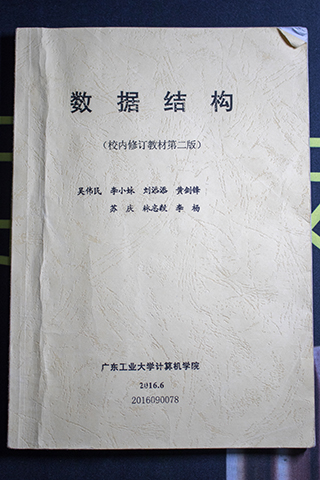 数据结构
（校内修订教材第二版）
吴伟民 李小妹 刘添添 黄剑锋
苏庆 林志毅 李杨
广东工业大学计算机学院
2016.6
2016090078